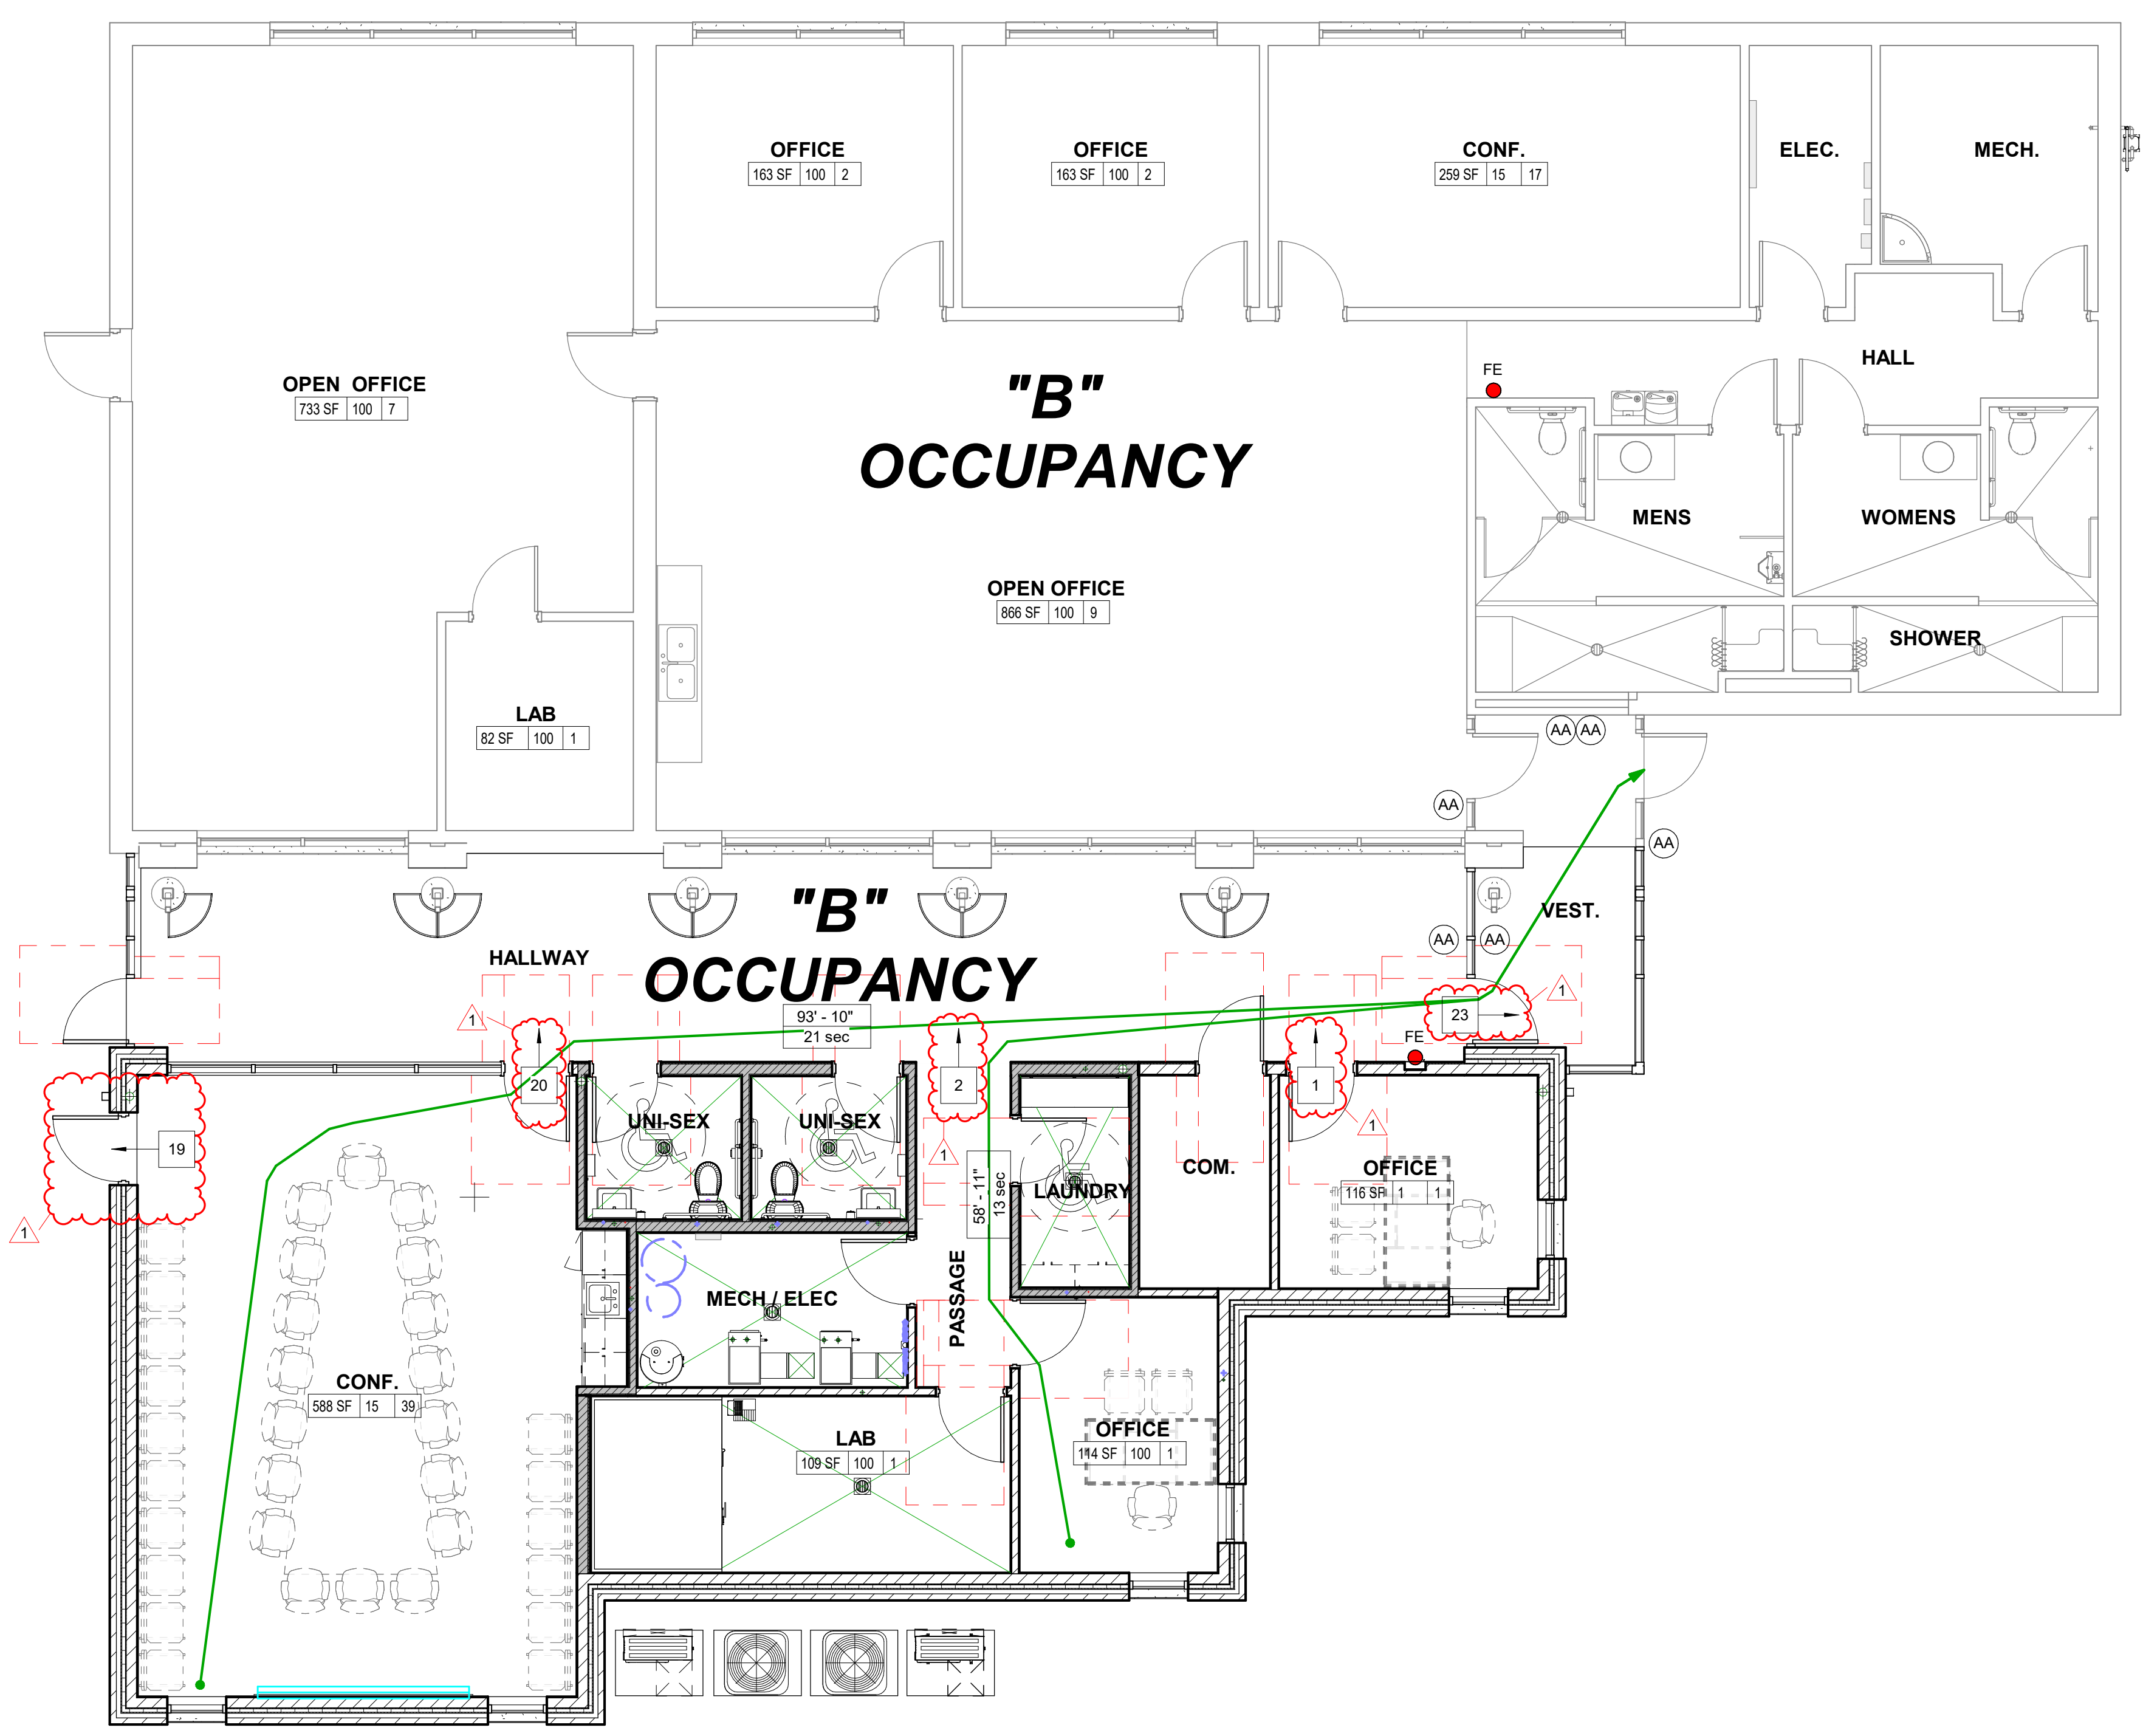 OFFICE
163 SF 100 2
OFFICE
163 SF 100 2
CONF.
259 SF 15 17
ELEC.
MECH.
OPEN OFFICE
733 SF 100 7
"B"
OCCUPANCY
FE
HALL
MENS
WOMENS
OPEN OFFICE
866 SF 100 9
SHOWER
LAB
82 SF 100 1
AA AA
AA
AA
"B"
OCCUPANCY
HALLWAY
VEST.
AA AA
93' - 10"
21 sec
1
1
23
FE
20
2
1
1
1
19
1
UNI-SEX
UNI-SEX
58' - 11"
13 sec
LAUNDRY
COM.
OFFICE
116 SF 1 1
PASSAGE
MECH / ELEC
CONF.
588 SF 15 39
LAB
109 SF 100 1
OFFICE
114 SF 100 1